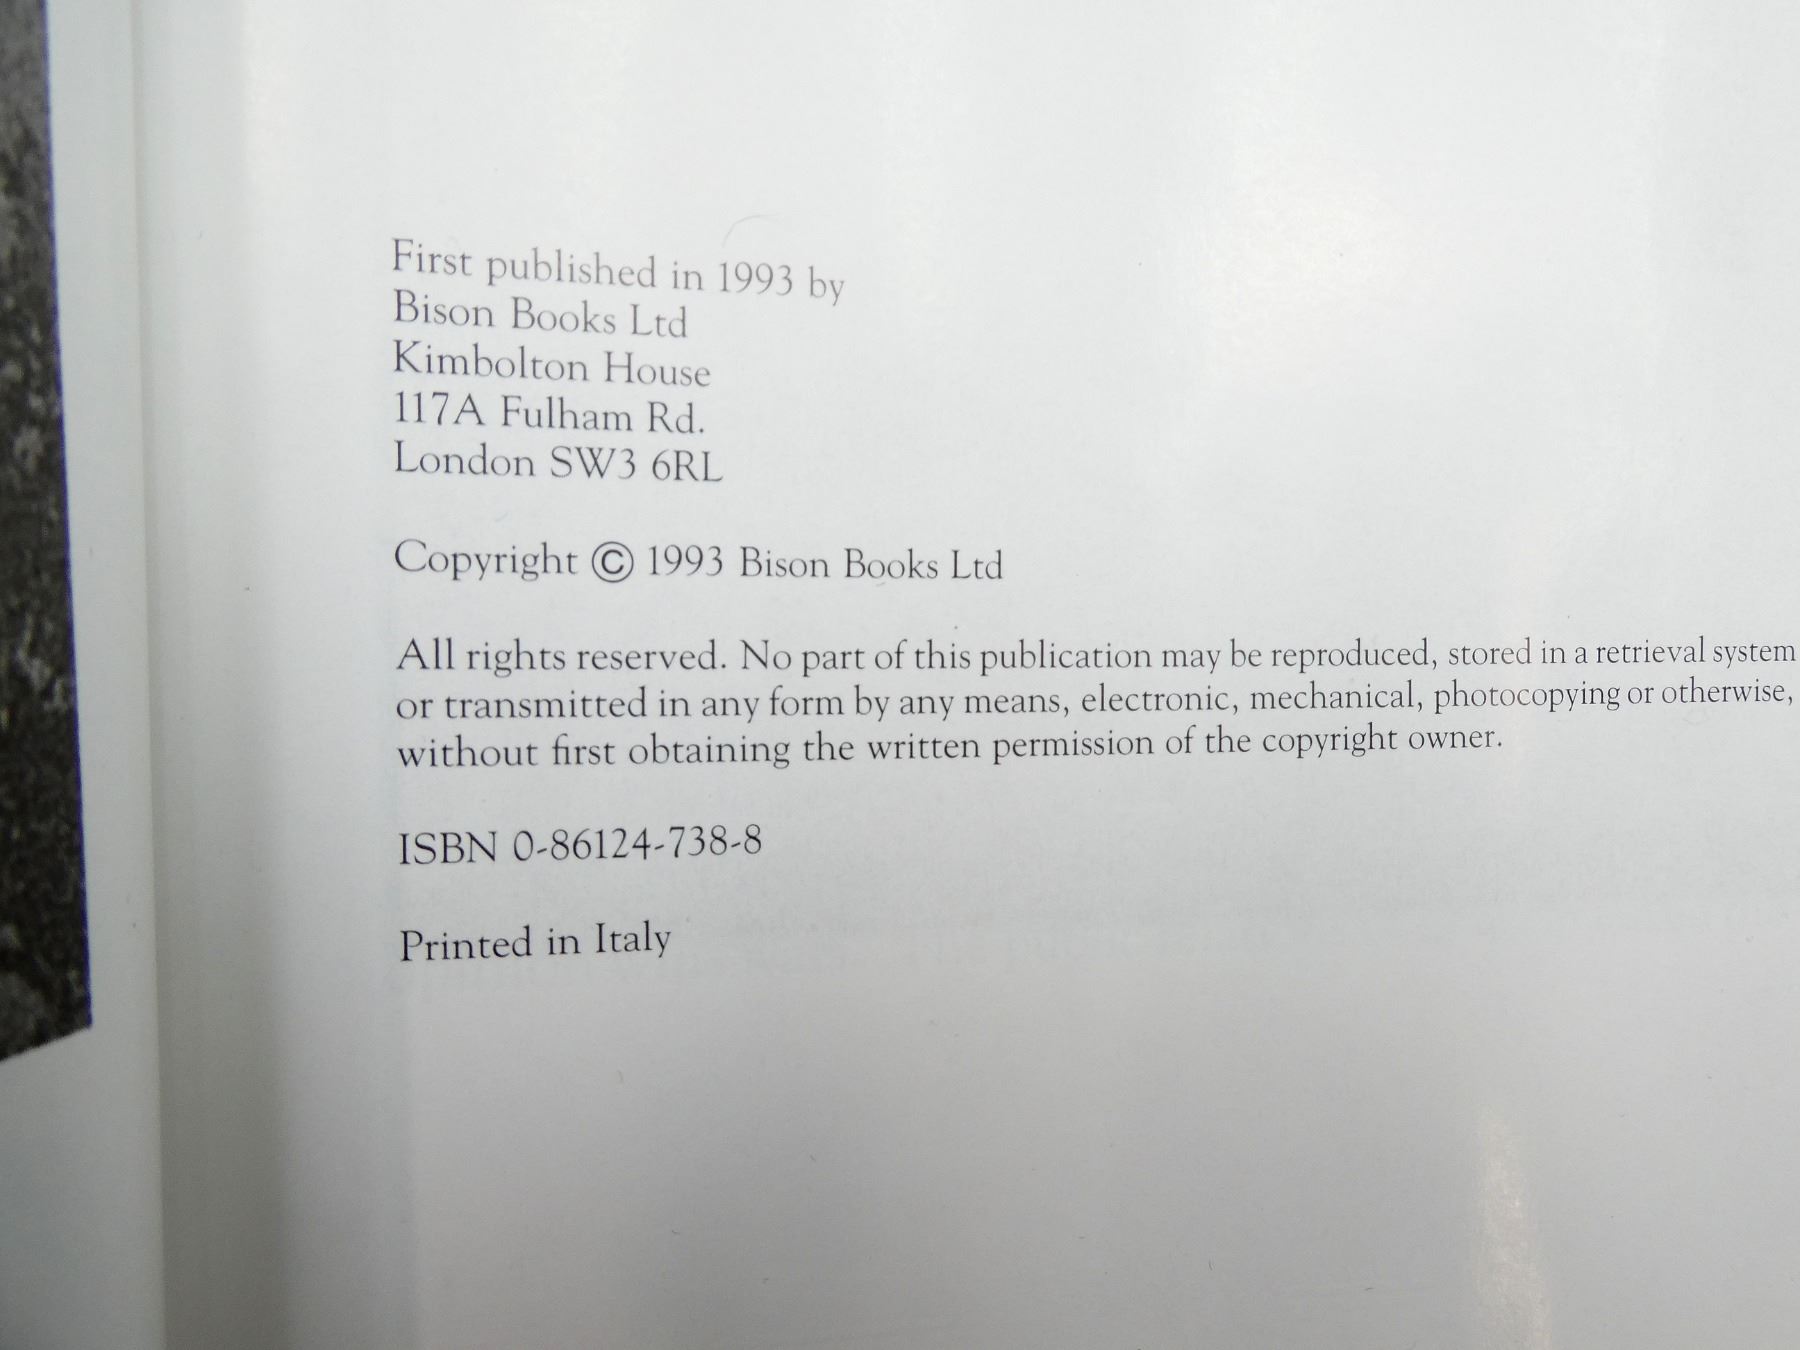 First published in 1993 by
Bison Books Ltd
Kimbolton House
117A Fulham Rd.
London SW3 6RL
Copyright © 1993 Bison Books Ltd
All rights reserved. No part of this publication may be reproduced, stored in a retrieval system
or transmitted in any form by any means, electronic, mechanical, photocopying or otherwise,
without first obtaining the written permission of the copyright owner.
ISBN 0-86124-738-8
Printed in Italy